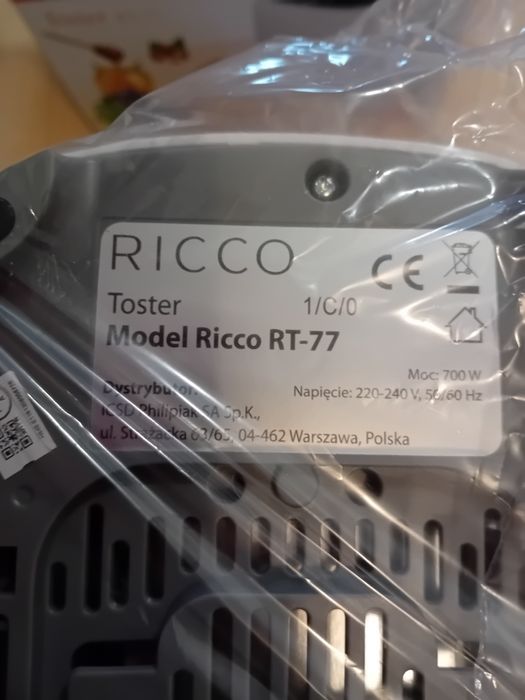 RICCO
CE
Toster 1/C/0
Model Ricco RT-77
Moc: 700 W
Napięcie: 220-240 V, 50/60 Hz
Dystrybutor:
ICSD Philipiak SA Sp.K.,
ul. Strażacka 63/65, 04-462 Warszawa, Polska